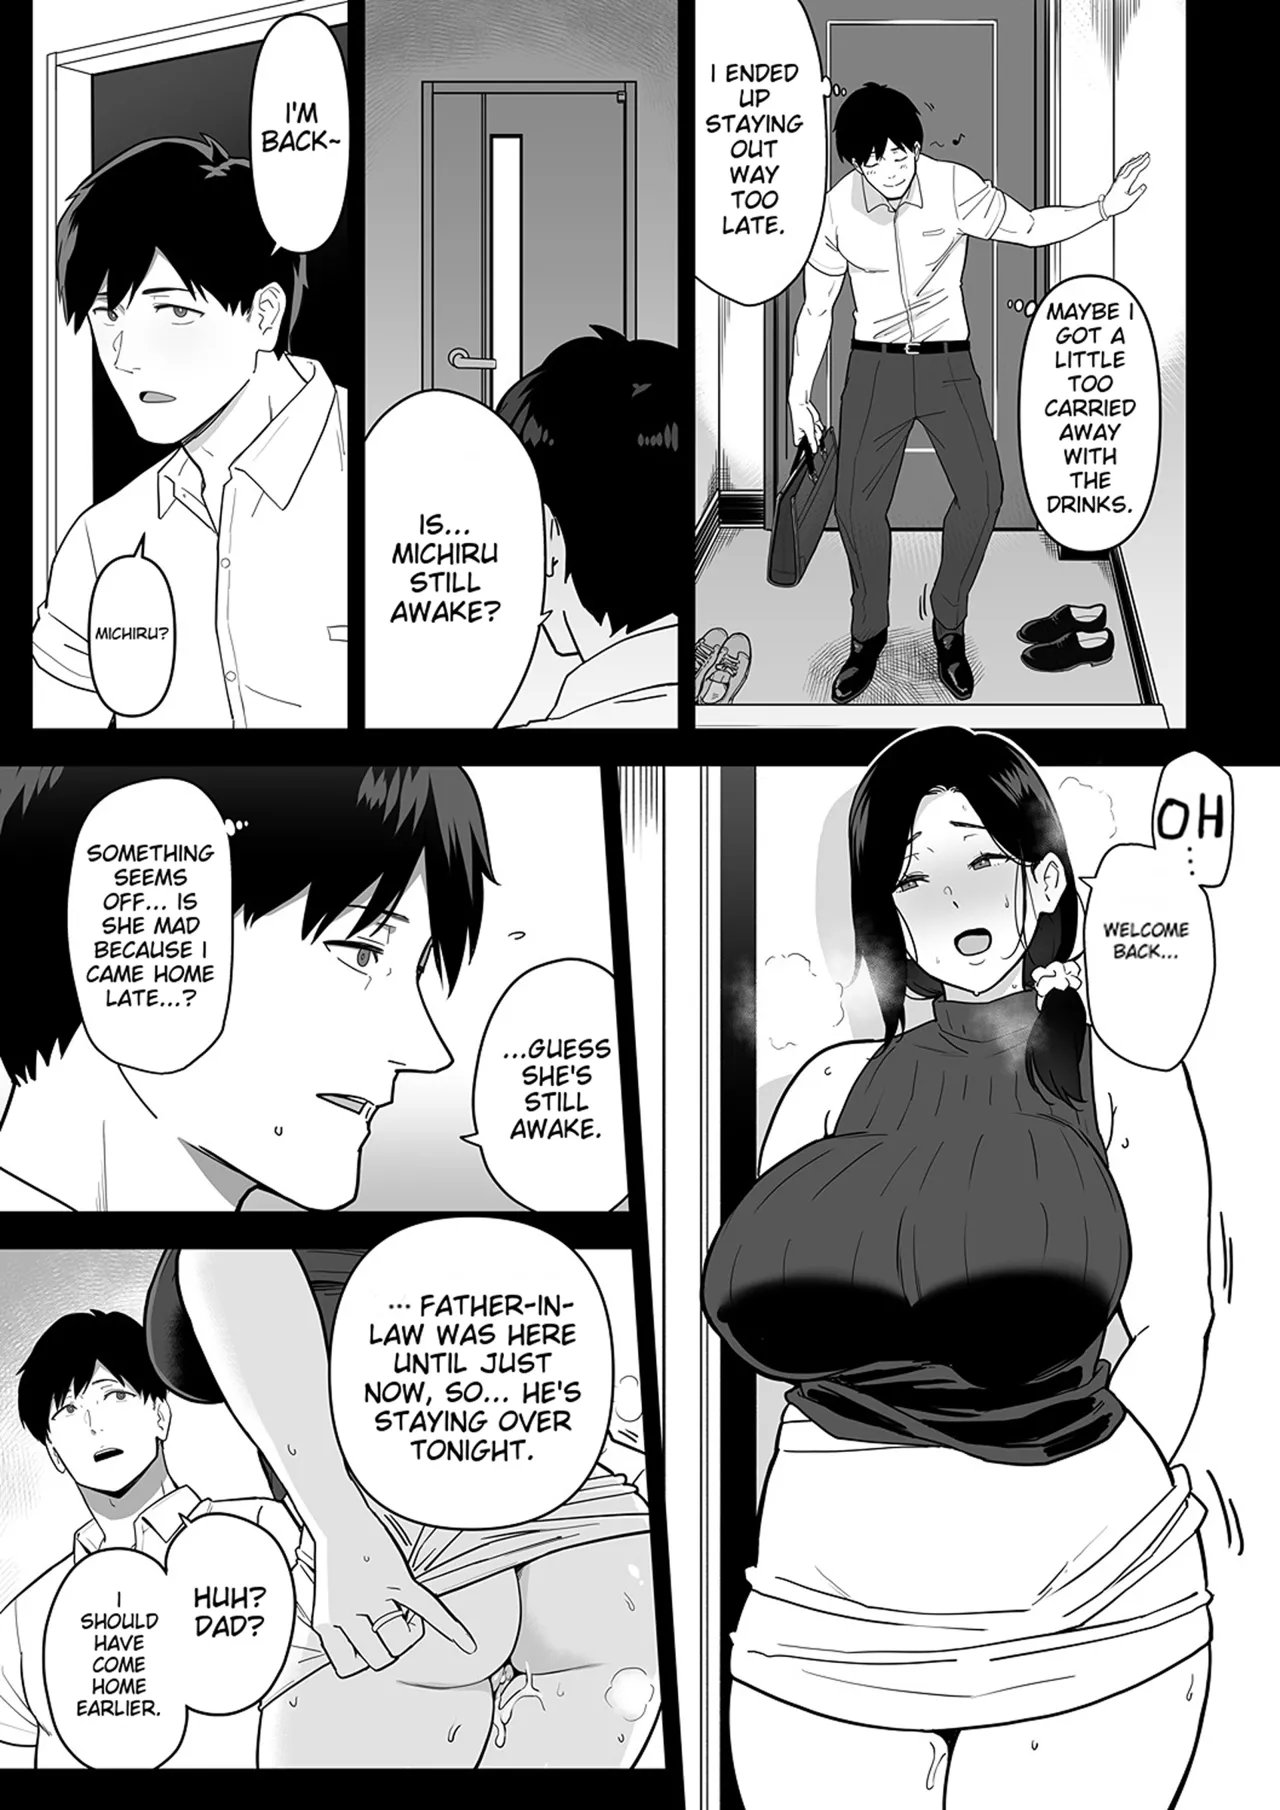 I ENDED
UP
STAYING
OUT
WAY
TOO
LATE.
MAYBE I
GOT A
LITTLE
TOO
CARRIED
AWAY
WITH
THE
DRINKS.
IS...
MICHIRU
STILL
AWAKE?
I'M
BACK~
MICHIRU?
OH
...
WELCOME
BACK...
...GUESS
SHE'S
STILL
AWAKE.
SOMETHING
SEEMS
OFF... IS
SHE MAD
BECAUSE I
CAME HOME
LATE...?
... FATHER-IN-
LAW WAS HERE
UNTIL JUST
NOW, SO... HE'S
STAYING OVER
TONIGHT.
HUH?
DAD?
I
SHOULD
HAVE
COME
HOME
EARLIER.